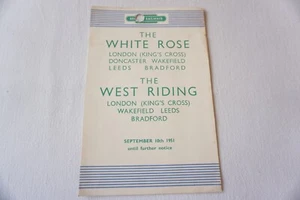 THE
WHITE ROSE
LONDON (KING'S CROSS)
DONCASTER WAKEFIELD
LEEDS BRADFORD
THE
WEST RIDING
LONDON (KING'S CROSS)
WAKEFIELD LEEDS
BRADFORD
SEPTEMBER 18th, 1951
until further notice